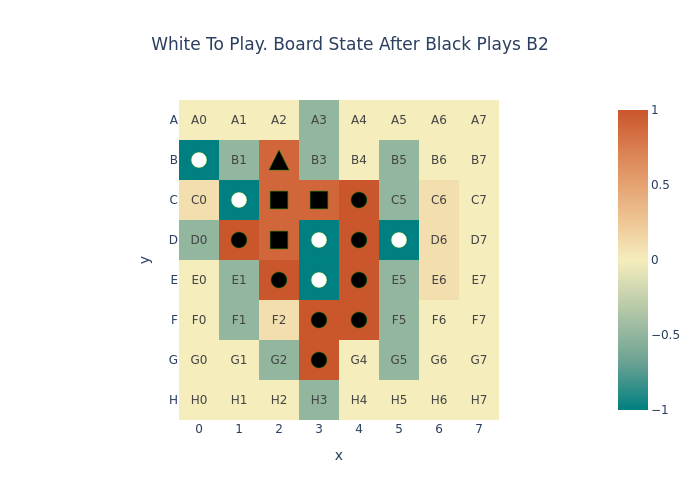 White To Play. Board State After Black Plays B2
A A0 A1 A2 A3 A4 A5 A6 A7
B B1 B3 B4 B5 B6 B7
C C0 C5 C6 C7
D D0 D6 D7
E E0 E1 E5 E6 E7
F F0 F1 F2 F5 F6 F7
G G0 G1 G2 G4 G5 G6 G7
H H0 H1 H2 H3 H4 H5 H6 H7
0 1 2 3 4 5 6 7
x
y
1
0.5
0
−0.5
−1